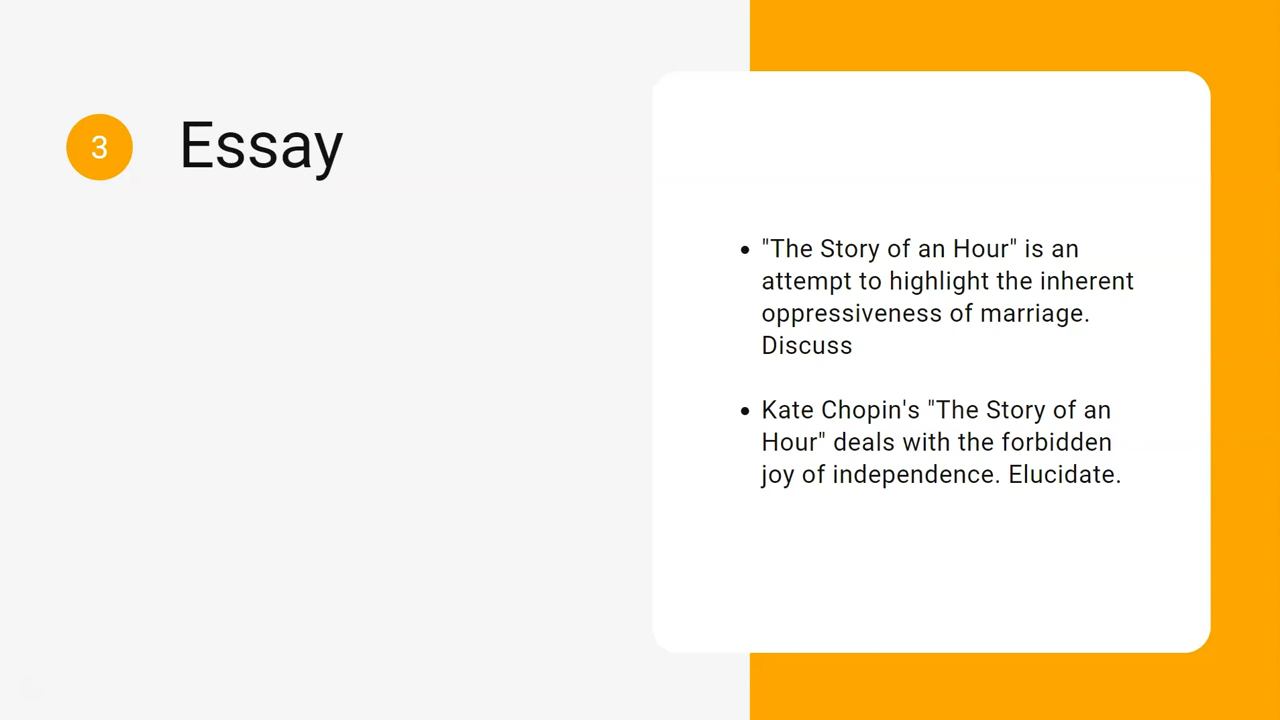 3
Essay
• "The Story of an Hour" is an
attempt to highlight the inherent
oppressiveness of marriage.
Discuss
• Kate Chopin's "The Story of an
Hour" deals with the forbidden
joy of independence. Elucidate.